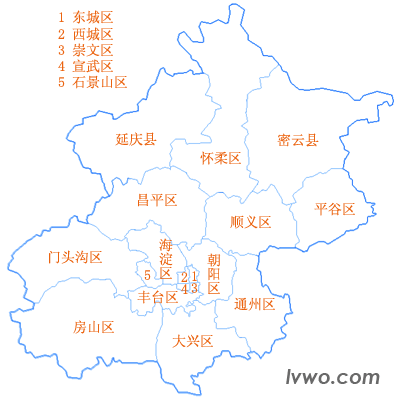 1 东城区
2 西城区
3 崇文区
4 宣武区
5 石景山区
延庆县
怀柔区
密云县
昌平区
顺义区
平谷区
门头沟区
海淀区
朝阳区
5
2 1
4 3
丰台区
通州区
房山区
大兴区
lvwo.com